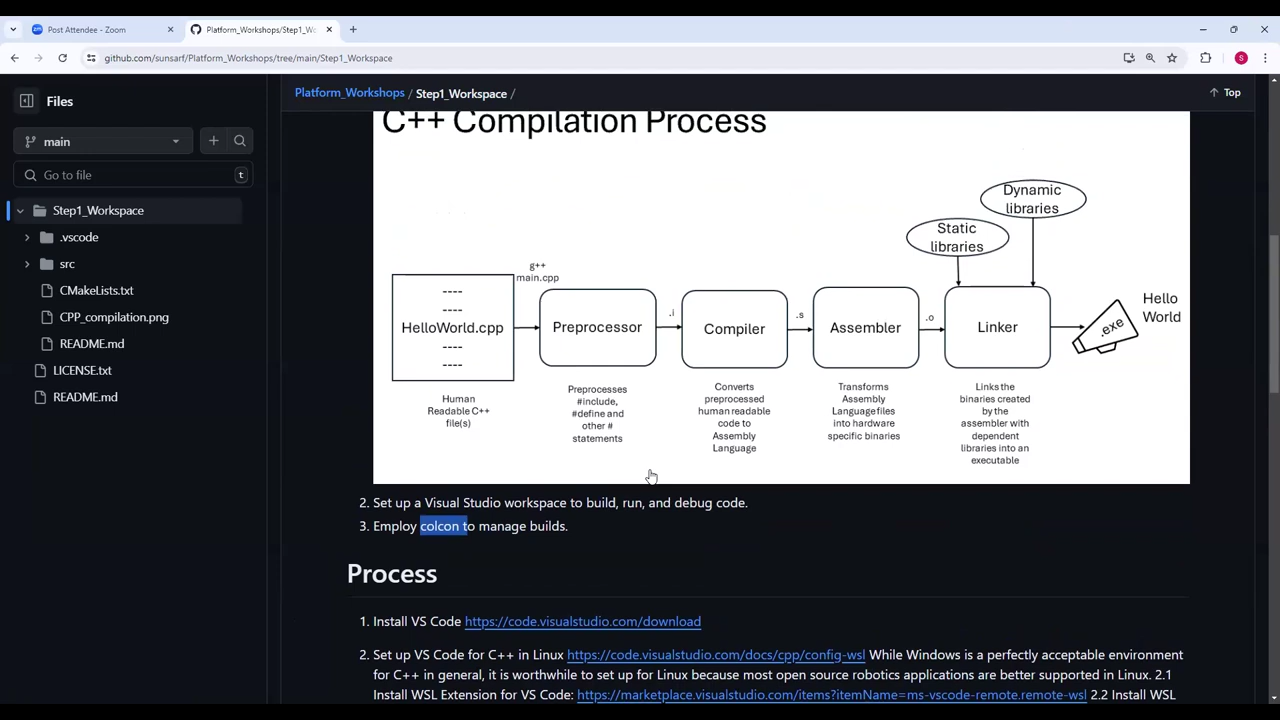 Post Attendee - Zoom
Platform_Workshops/Step1_Wo
github.com/sunsarf/Platform_Workshops/tree/main/Step1_Workspace
S
Files
Platform_Workshops / Step1_Workspace /
Top
main
Go to file
t
Step1_Workspace
.vscode
src
CMakeLists.txt
CPP_compilation.png
README.md
LICENSE.txt
README.md
C++ Compilation Process
Dynamic
libraries
Static
libraries
g++
main.cpp
----
----
HelloWorld.cpp
----
----
Preprocessor
.i
Compiler
.s
Assembler
.o
Linker
.exe
Hello
World
Human
Readable C++
file(s)
Preprocesses
#include,
#define and
other #
statements
Converts
preprocessed
human readable
code to
Assembly
Language
Transforms
Assembly
Language files
into hardware
specific binaries
Links the
binaries created
by the
assembler with
dependent
libraries into an
executable
2. Set up a Visual Studio workspace to build, run, and debug code.
3. Employ colcon to manage builds.
Process
1. Install VS Code https://code.visualstudio.com/download
2. Set up VS Code for C++ in Linux https://code.visualstudio.com/docs/cpp/config-wsl While Windows is a perfectly acceptable environment
for C++ in general, it is worthwhile to set up for Linux because most open source robotics applications are better supported in Linux. 2.1
Install WSL Extension for VS Code: https://marketplace.visualstudio.com/items?itemName=ms-vscode-remote.remote-wsl 2.2 Install WSL